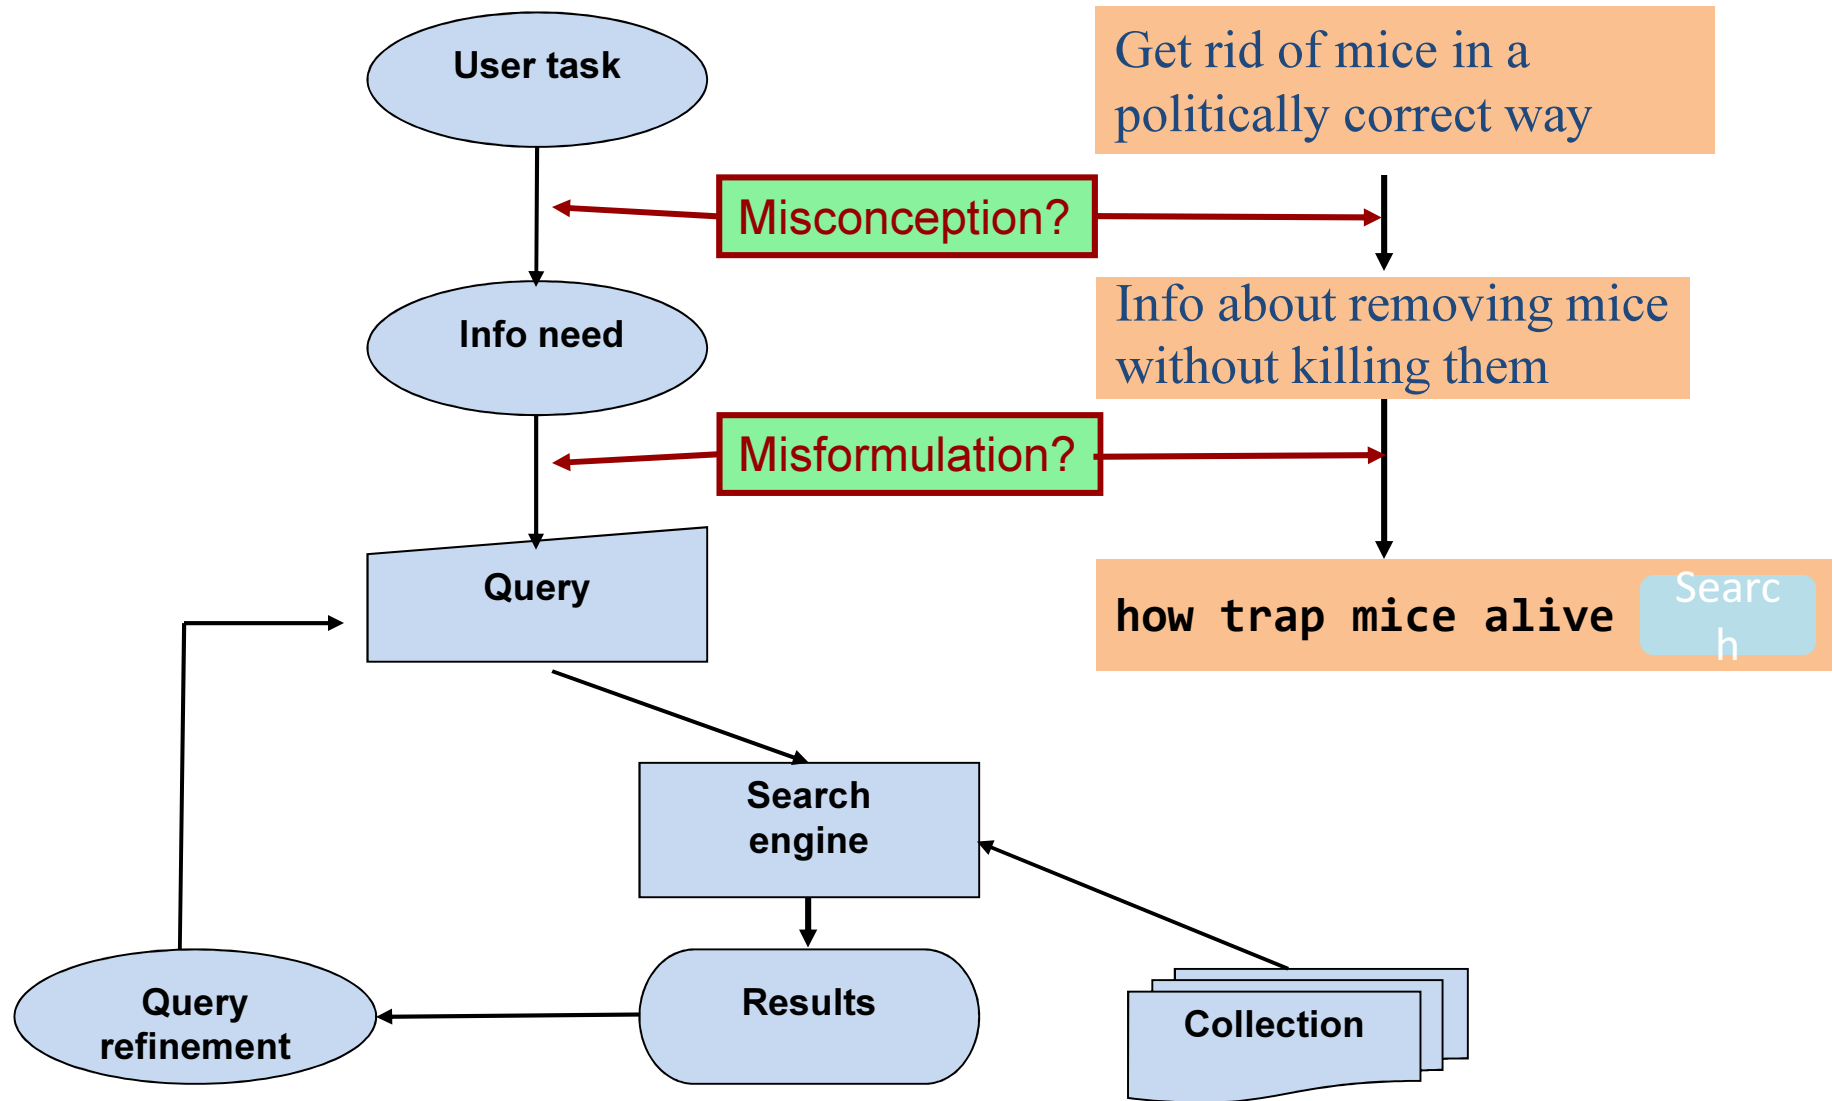 User task
Get rid of mice in a
politically correct way
Misconception?
Info need
Info about removing mice
without killing them
Misformulation?
Query
how trap mice alive
Searc
h
Search
engine
Results
Query
refinement
Collection